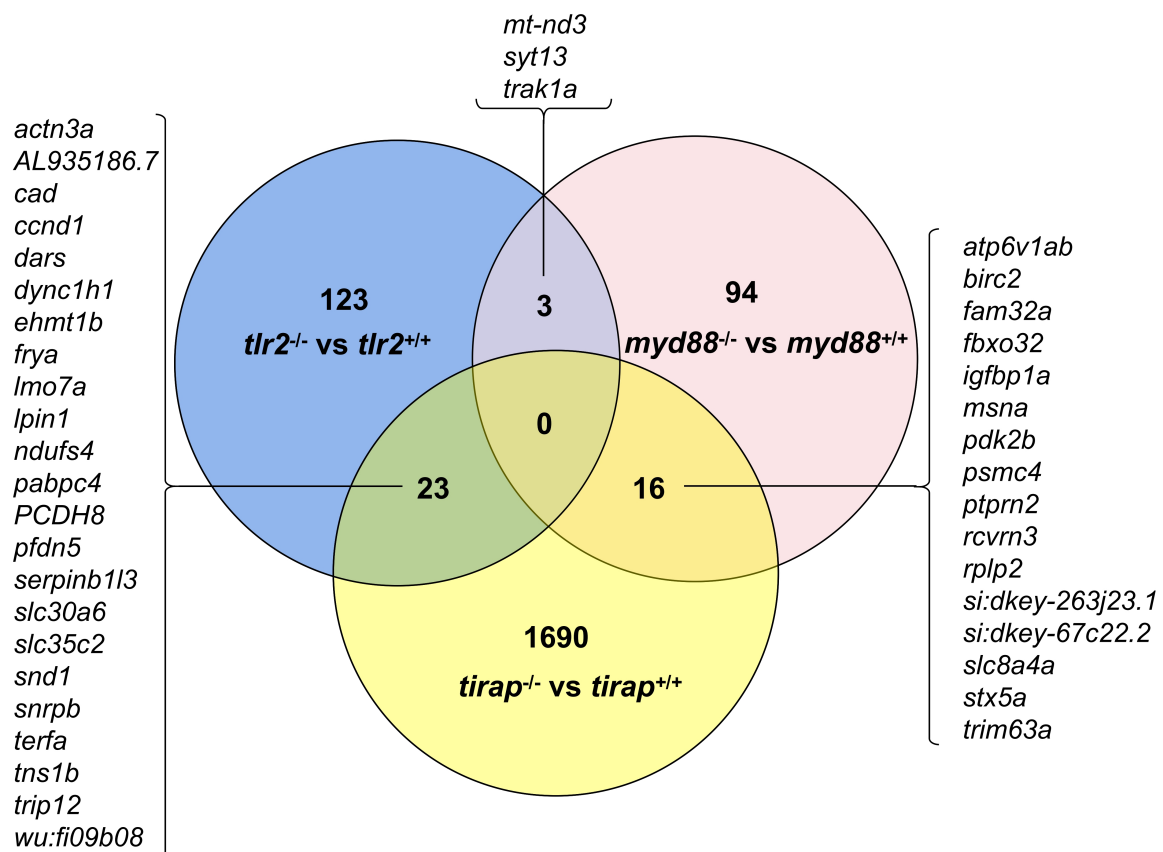 mt-nd3
syt13
trak1a
actn3a
AL935186.7
cad
ccnd1
dars
dync1h1
ehmt1b
frya
lmo7a
lpin1
ndufs4
pabpc4
PCDH8
pfdn5
serpinb1l3
slc30a6
slc35c2
snd1
snrpb
terfa
tns1b
trip12
wu:fi09b08
123
tlr2-/- vs tlr2+/+
3
94
myd88-/- vs myd88+/+
0
23
16
1690
tirap-/- vs tirap+/+
atp6v1ab
birc2
fam32a
fbxo32
igfbp1a
msna
pdk2b
psmc4
ptprn2
rcvrn3
rplp2
si:dkey-263j23.1
si:dkey-67c22.2
slc8a4a
stx5a
trim63a